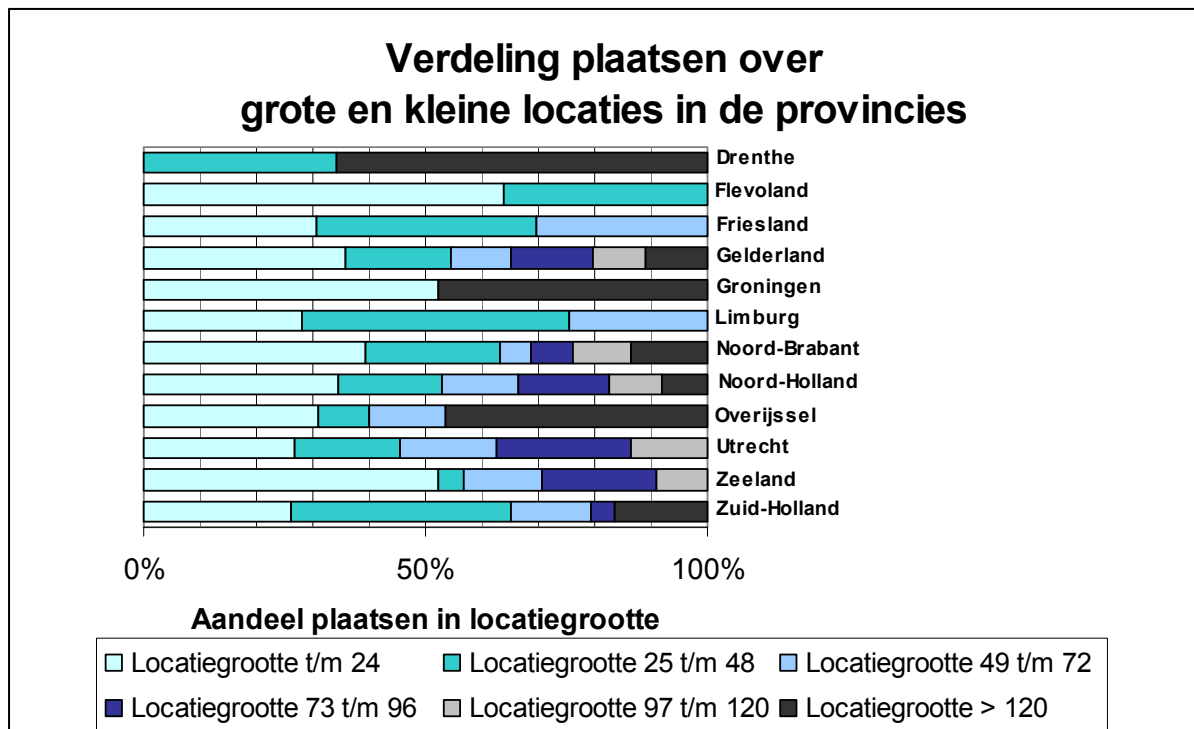 Verdeling plaatsen over
grote en kleine locaties in de provincies
Drenthe
Flevoland
Friesland
Gelderland
Groningen
Limburg
Noord-Brabant
Noord-Holland
Overijssel
Utrecht
Zeeland
Zuid-Holland
0% 50% 100%
Aandeel plaatsen in locatiegrootte
Locatiegrootte t/m 24 Locatiegrootte 25 t/m 48 Locatiegrootte 49 t/m 72
Locatiegrootte 73 t/m 96 Locatiegrootte 97 t/m 120 Locatiegrootte > 120